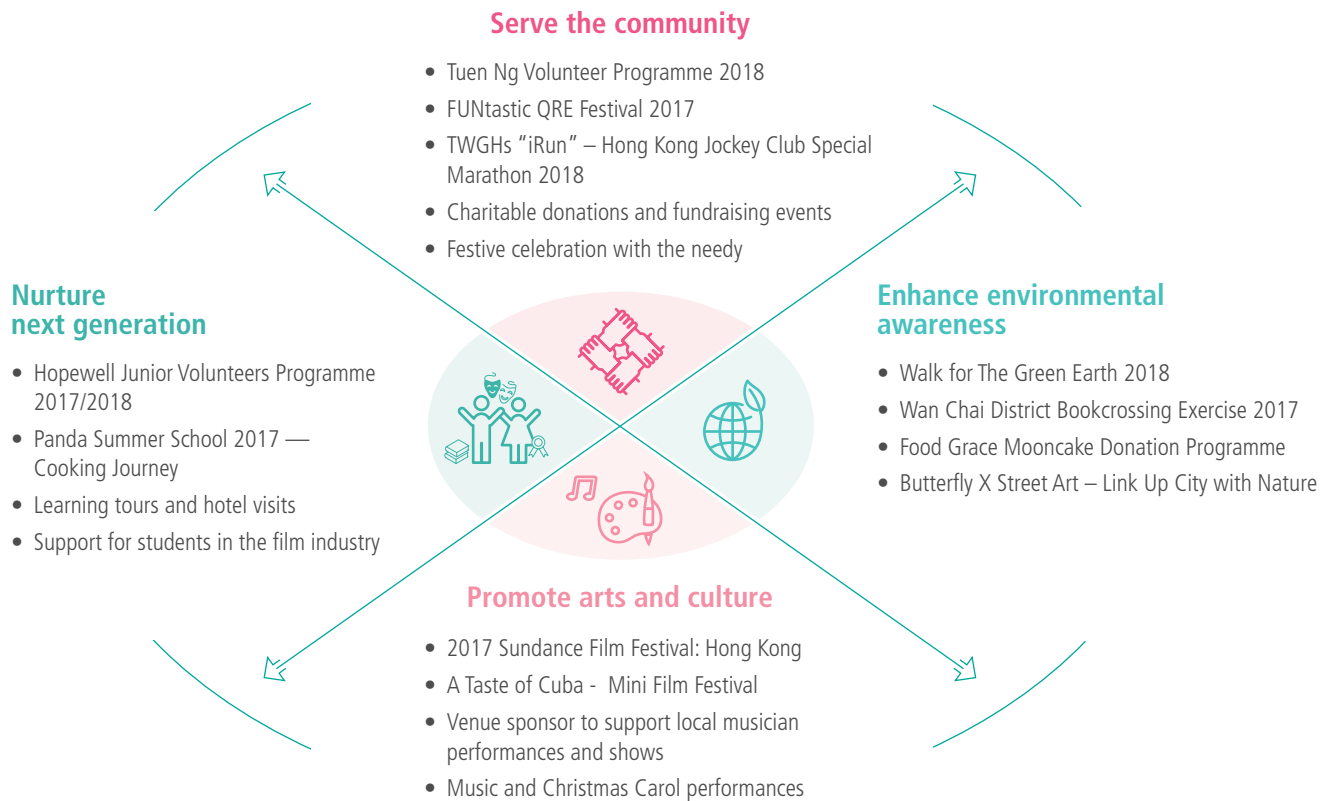 Serve the community
• Tuen Ng Volunteer Programme 2018
• FUNtastic QRE Festival 2017
• TWGHs “iRun” – Hong Kong Jockey Club Special
Marathon 2018
• Charitable donations and fundraising events
• Festive celebration with the needy
Nurture
next generation
• Hopewell Junior Volunteers Programme
2017/2018
• Panda Summer School 2017 —
Cooking Journey
• Learning tours and hotel visits
• Support for students in the film industry
Enhance environmental
awareness
• Walk for The Green Earth 2018
• Wan Chai District Bookcrossing Exercise 2017
• Food Grace Mooncake Donation Programme
• Butterfly X Street Art – Link Up City with Nature
Promote arts and culture
• 2017 Sundance Film Festival: Hong Kong
• A Taste of Cuba - Mini Film Festival
• Venue sponsor to support local musician
performances and shows
• Music and Christmas Carol performances